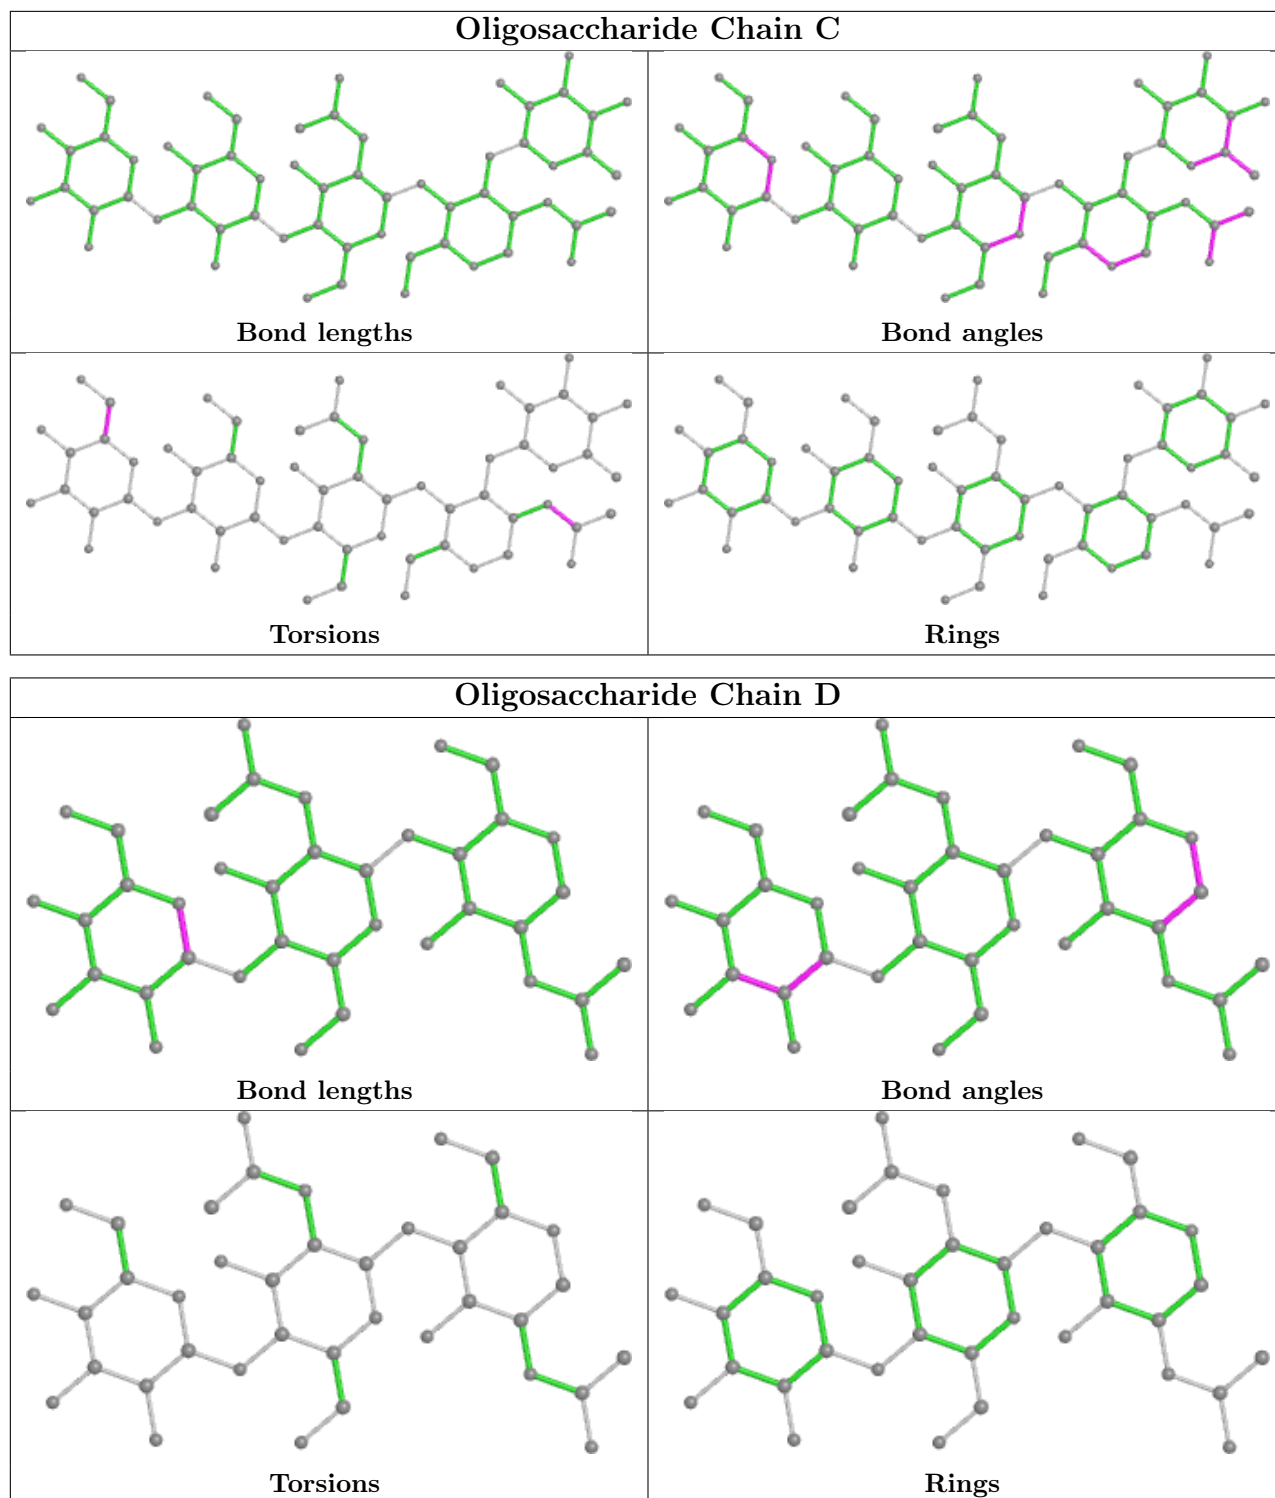 Oligosaccharide Chain C
Bond lengths
Bond angles
Torsions
Rings
Oligosaccharide Chain D
Bond lengths
Bond angles
Torsions
Rings